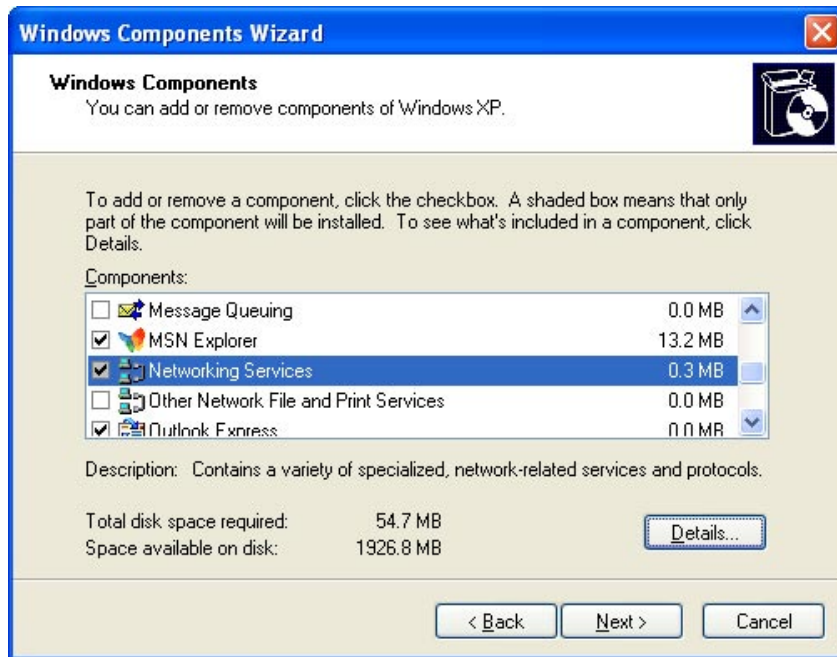 Windows Components Wizard
Windows Components
You can add or remove components of Windows XP.
To add or remove a component, click the checkbox. A shaded box means that only
part of the component will be installed. To see what's included in a component, click
Details.
Components:
Message Queuing 0.0 MB
MSN Explorer 13.2 MB
Networking Services 0.3 MB
Other Network File and Print Services 0.0 MB
Outlook Express 0.0 MB
Description: Contains a variety of specialized, network-related services and protocols.
Total disk space required: 54.7 MB
Space available on disk: 1926.8 MB
Details...
< Back
Next >
Cancel